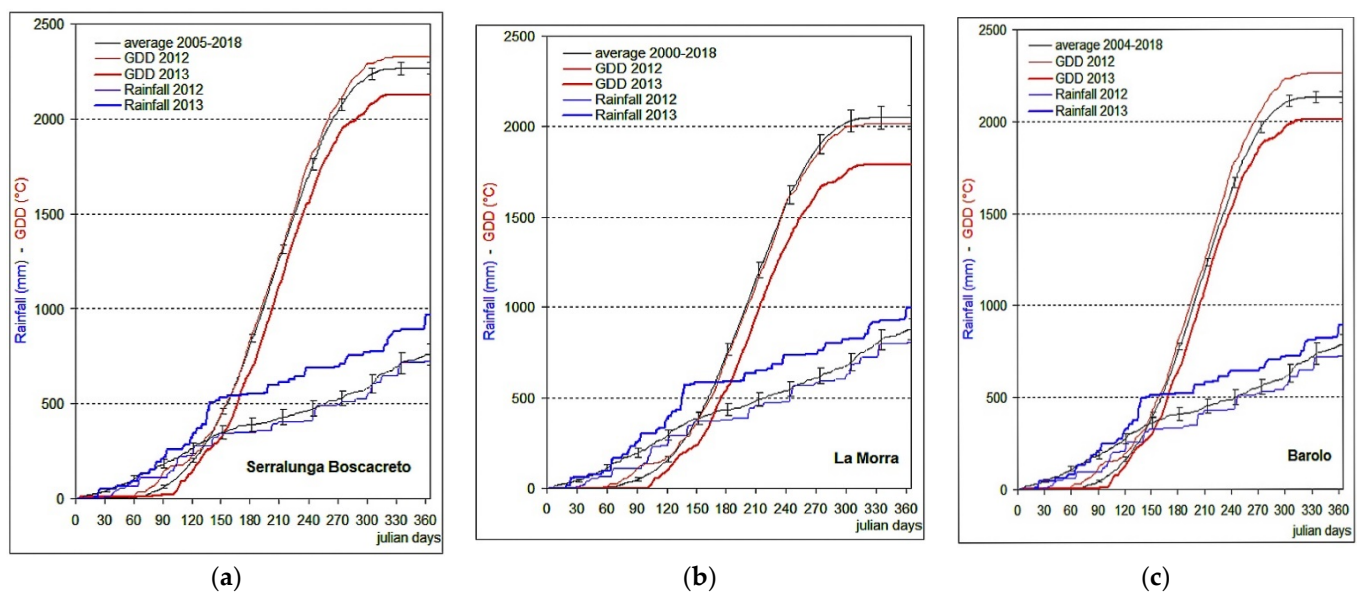 2500
2000
1500
1000
500
0
Rainfall (mm) - GDD (°C)
average 2005-2018
GDD 2012
GDD 2013
Rainfall 2012
Rainfall 2013
Serralunga Boscacreto
0 30 60 90 120 150 180 210 240 270 300 330 360
julian days
(a)
2500
2000
1500
1000
500
0
Rainfall (mm) - GDD (°C)
average 2000-2018
GDD 2012
GDD 2013
Rainfall 2012
Rainfall 2013
La Morra
0 30 60 90 120 150 180 210 240 270 300 330 360
julian days
(b)
2500
2000
1500
1000
500
0
Rainfall (mm) - GDD (°C)
average 2004-2018
GDD 2012
GDD 2013
Rainfall 2012
Rainfall 2013
Barolo
0 30 60 90 120 150 180 210 240 270 300 330 360
julian days
(c)